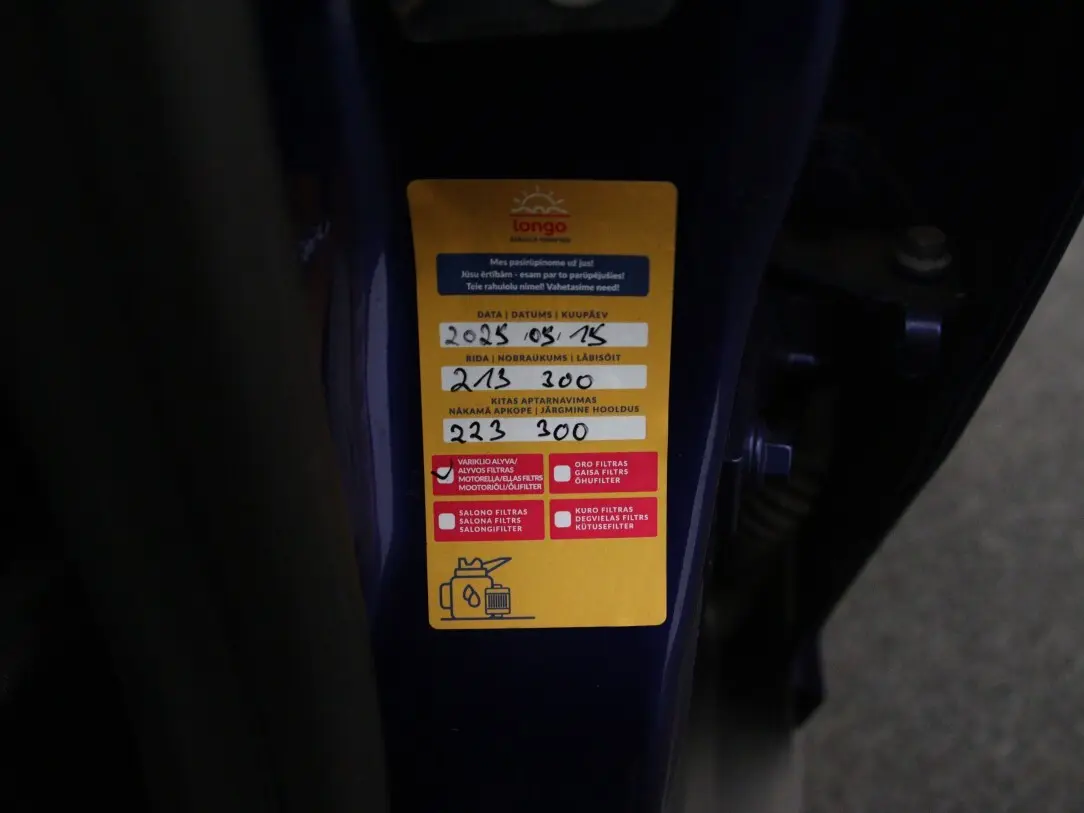 longo
Mes pasirūpinome už jus!
Jūsu ērtībām - esam par to parūpējušies!
Teie rahulolu nimel! Vahetasime need!
DATA | DATUMS | KUUPÄEV
2025 .05. 15
RIDA | NOBRAUKUMS | LÄBISÕIT
213 300
KITAS APTARNAVIMAS
NĀKAMĀ APKOPE | JÄRGMINE HOOLDUS
223 300
VARIKLIO ALYVA/
ALYVOS FILTRAS
MOTOREĻĻA/EĻĻAS FILTRS
MOOTORIÕLI/ÕLIFILTER
ORO FILTRAS
GAISA FILTRS
ÕHUFILTER
SALONO FILTRAS
SALONA FILTRS
SALONGIFILTER
KURO FILTRAS
DEGVIELAS FILTRS
KÜTUSEFILTER